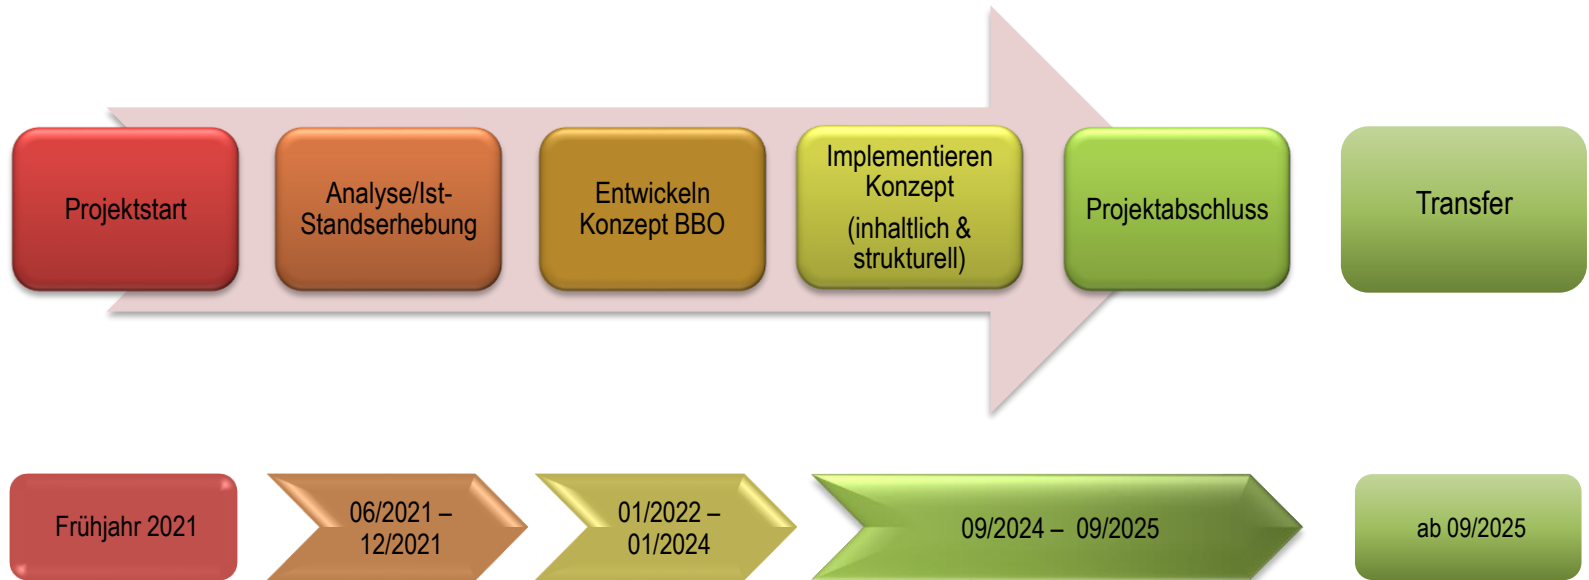 Projektstart
Analyse/Ist-
Standserhebung
Entwickeln
Konzept BBO
Implementieren
Konzept
(inhaltlich &
strukturell)
Projektabschluss
Transfer
Frühjahr 2021
06/2021 –
12/2021
01/2022 –
01/2024
09/2024 – 09/2025
ab 09/2025